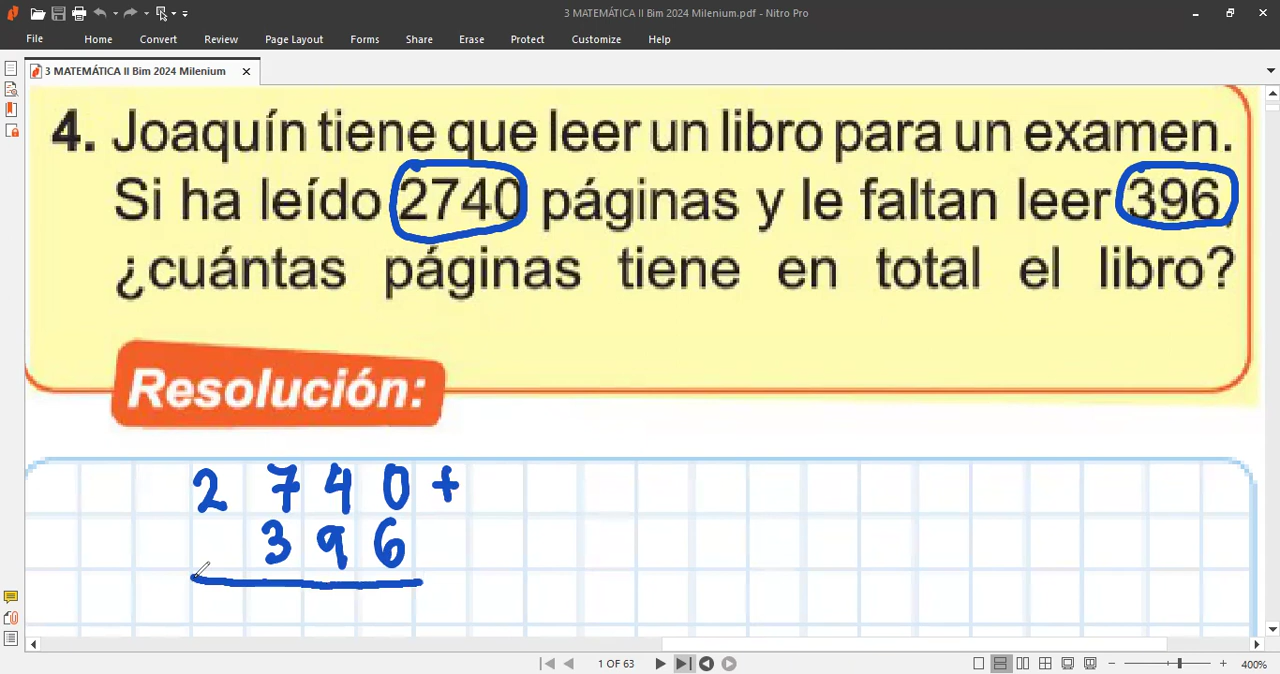 3 MATEMÁTICA II Bim 2024 Milenium.pdf - Nitro Pro
File Home Convert Review Page Layout Forms Share Erase Protect Customize Help
3 MATEMÁTICA II Bim 2024 Milenium
4. Joaquín tiene que leer un libro para un examen.
Si ha leído 2740 páginas y le faltan leer 396,
¿cuántas páginas tiene en total el libro?
Resolución:
2 7 4 0 +
3 9 6
1 OF 63
400%